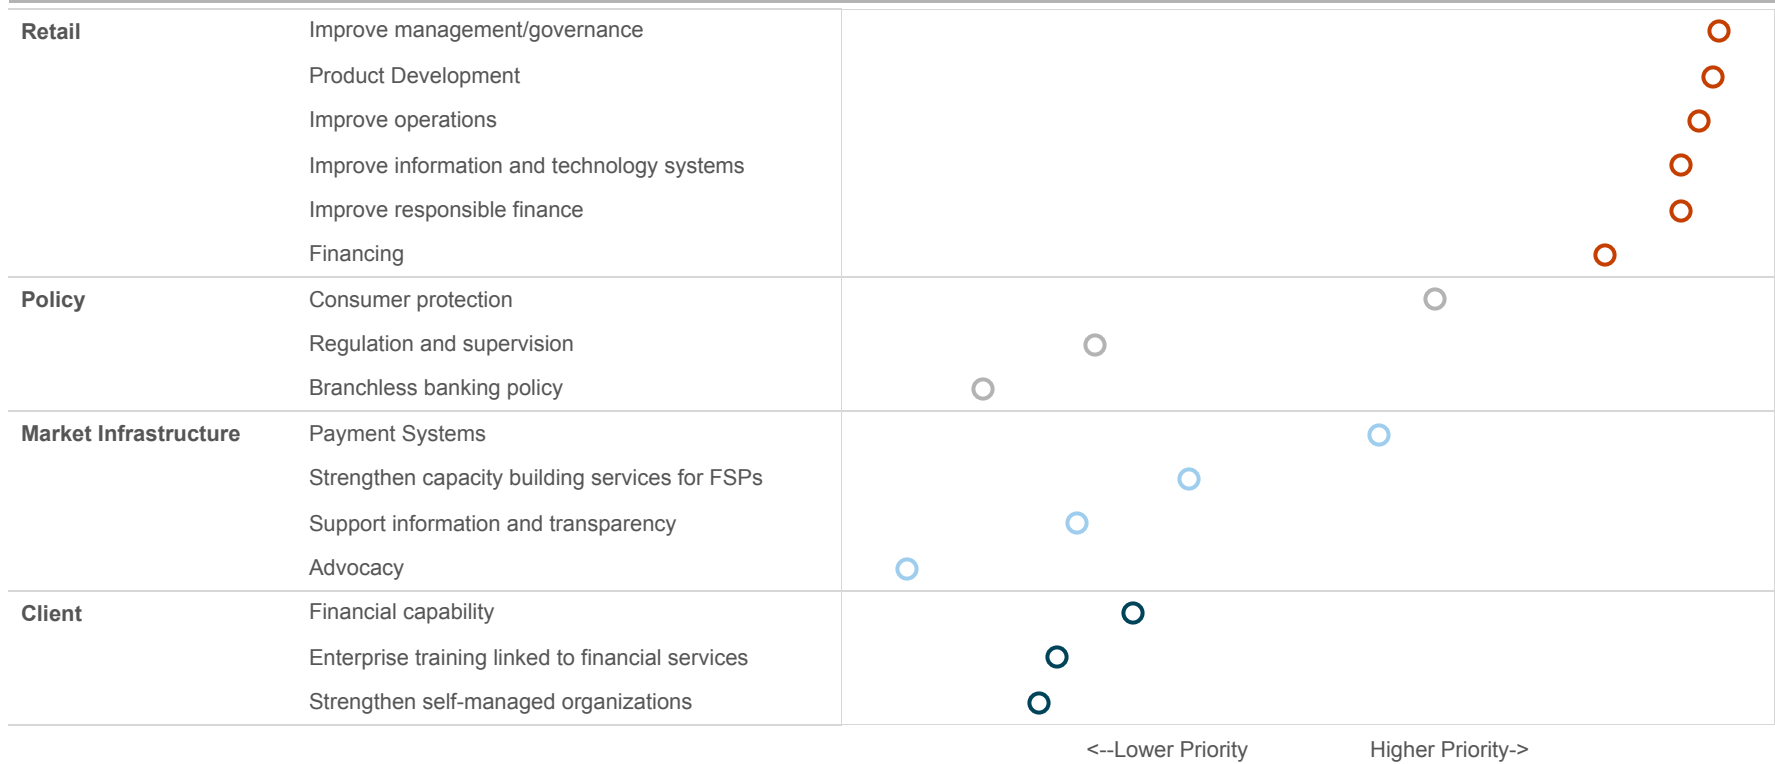 Retail
Improve management/governance
Product Development
Improve operations
Improve information and technology systems
Improve responsible finance
Financing
Policy
Consumer protection
Regulation and supervision
Branchless banking policy
Market Infrastructure
Payment Systems
Strengthen capacity building services for FSPs
Support information and transparency
Advocacy
Client
Financial capability
Enterprise training linked to financial services
Strengthen self-managed organizations
<--Lower Priority
Higher Priority->